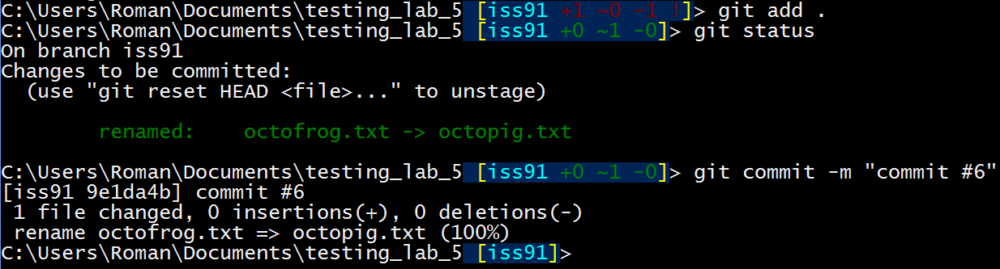 C:\Users\Roman\Documents\testing_lab_5 [iss91 +1 ~0 -1 !]> git add .
C:\Users\Roman\Documents\testing_lab_5 [iss91 +0 ~1 -0]> git status
On branch iss91
Changes to be committed:
  (use "git reset HEAD <file>..." to unstage)

        renamed:    octofrog.txt -> octopig.txt

C:\Users\Roman\Documents\testing_lab_5 [iss91 +0 ~1 -0]> git commit -m "commit #6"
[iss91 9e1da4b] commit #6
 1 file changed, 0 insertions(+), 0 deletions(-)
 rename octofrog.txt => octopig.txt (100%)
C:\Users\Roman\Documents\testing_lab_5 [iss91]>